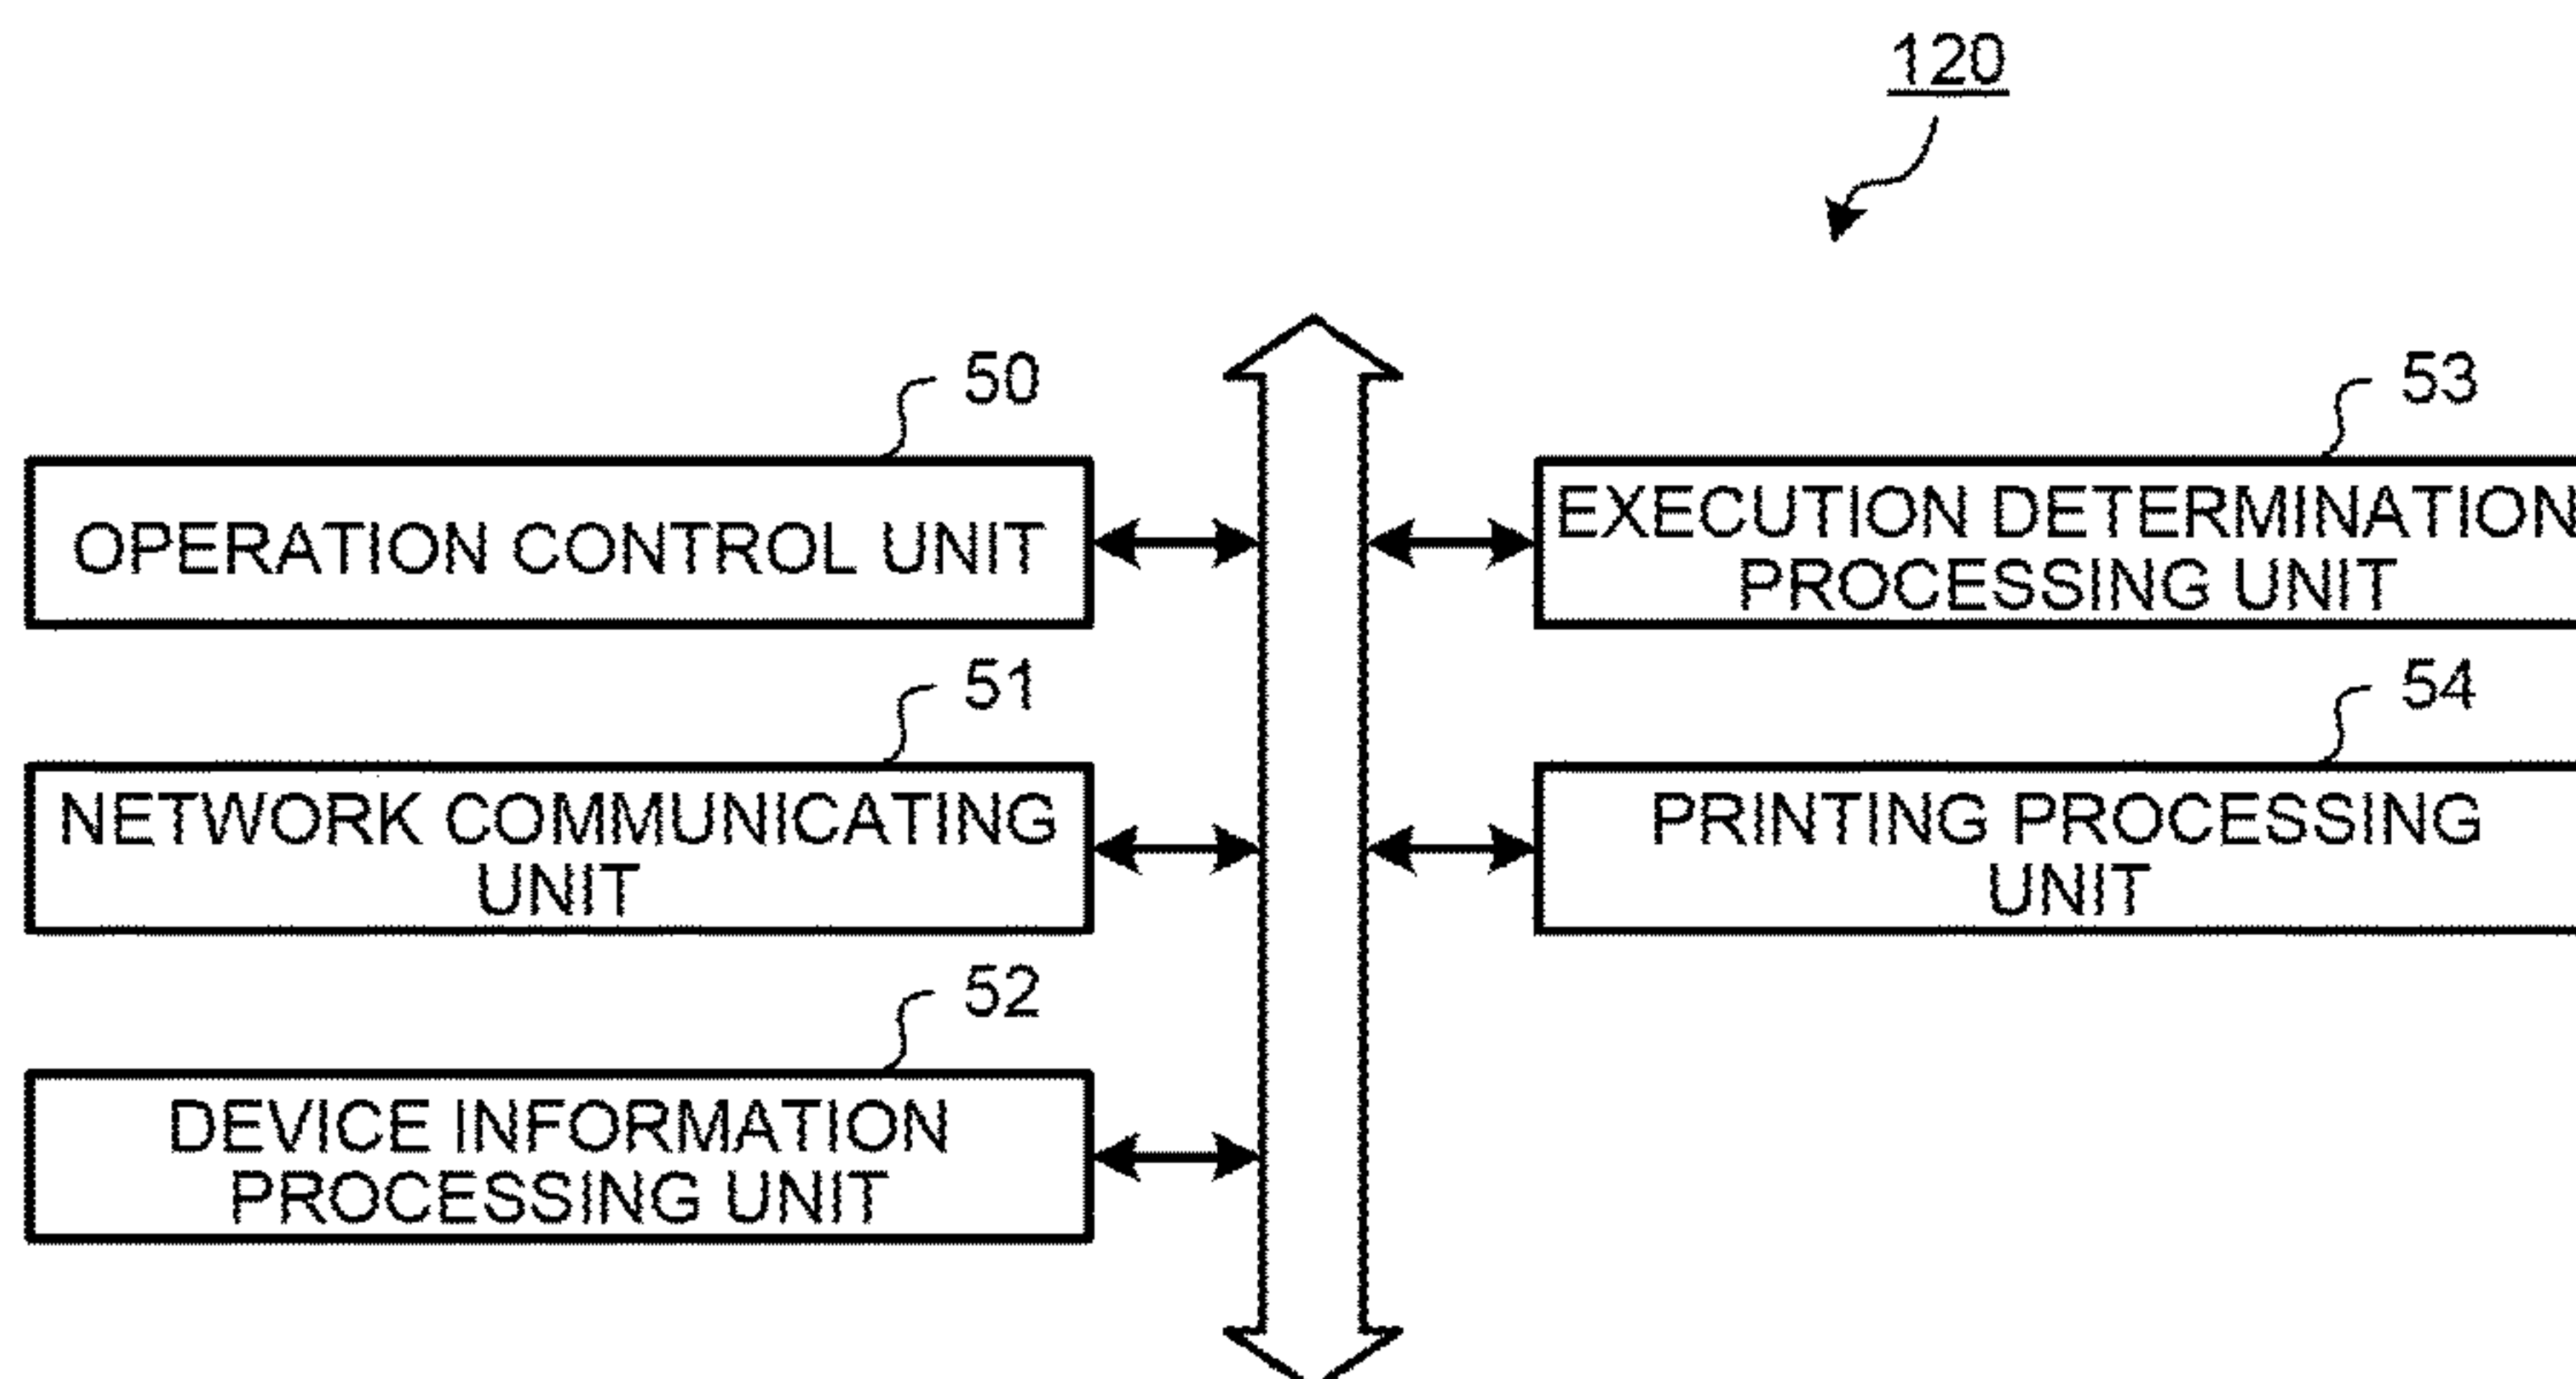 120
50
OPERATION CONTROL UNIT
51
NETWORK COMMUNICATING
UNIT
52
DEVICE INFORMATION
PROCESSING UNIT
53
EXECUTION DETERMINATION
PROCESSING UNIT
54
PRINTING PROCESSING
UNIT